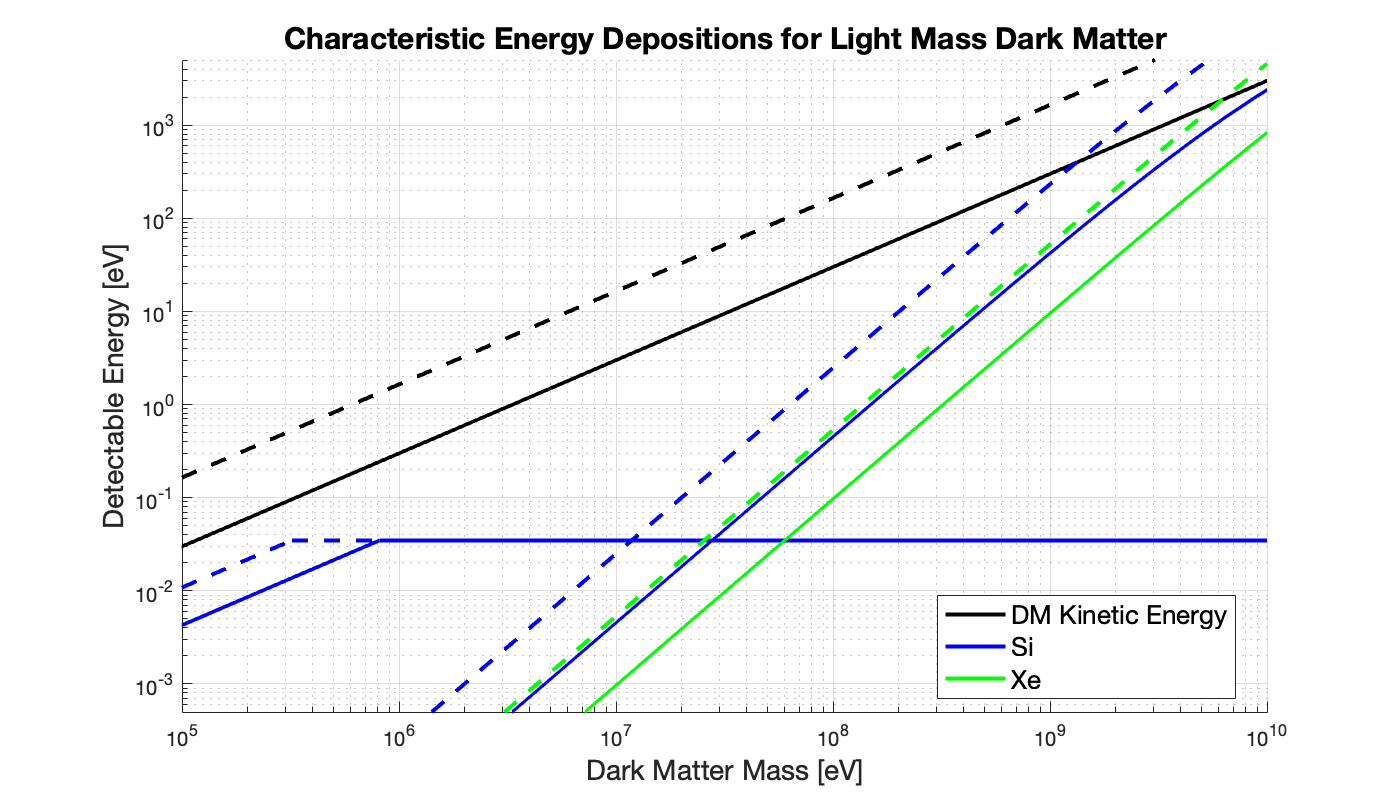 Characteristic Energy Depositions for Light Mass Dark Matter
Detectable Energy [eV]
10^3
10^2
10^1
10^0
10^-1
10^-2
10^-3
DM Kinetic Energy
Si
Xe
10^5 10^6 10^7 10^8 10^9 10^10
Dark Matter Mass [eV]